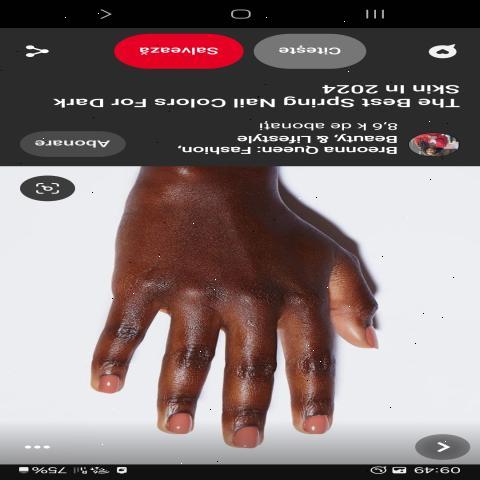 09:49
75%
Breonna Queen: Fashion,
Beauty, & Lifestyle
8,6 k de abonați
Abonare
The Best Spring Nail Colors For Dark
Skin In 2024
Citește
Salvează